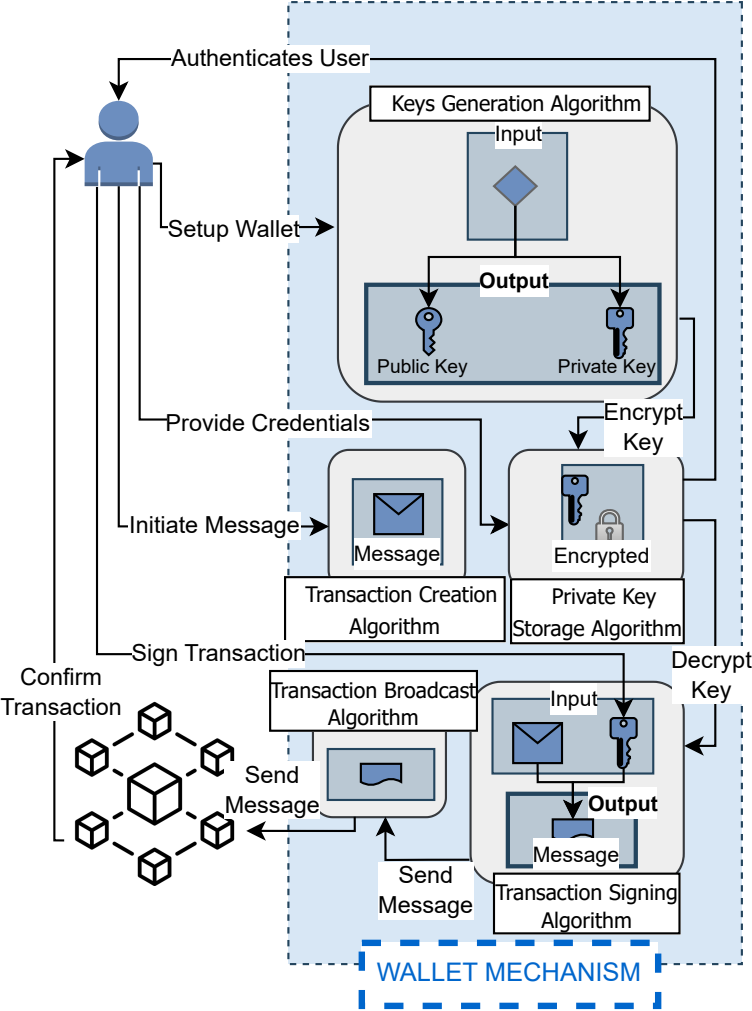 Authenticates User
Keys Generation Algorithm
Input
Setup Wallet
Output
Public Key
Private Key
Encrypt
Key
Provide Credentials
Initiate Message
Message
Encrypted
Transaction Creation
Algorithm
Private Key
Storage Algorithm
Sign Transaction
Decrypt
Key
Confirm
Transaction
Transaction Broadcast
Algorithm
Input
Send
Message
Output
Message
Send
Message
Transaction Signing
Algorithm
WALLET MECHANISM